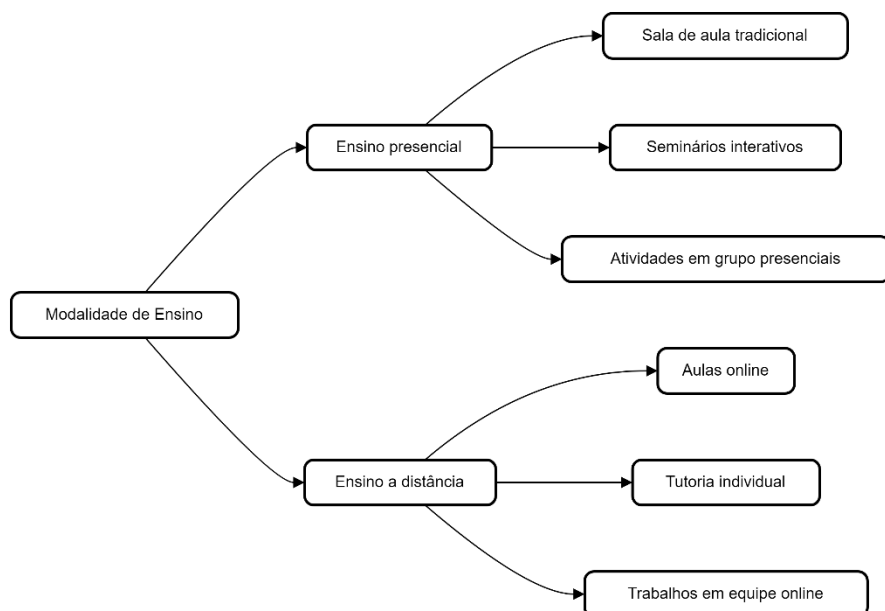 Sala de aula tradicional
Ensino presencial
Seminários interativos
Atividades em grupo presenciais
Modalidade de Ensino
Aulas online
Ensino a distância
Tutoria individual
Trabalhos em equipe online